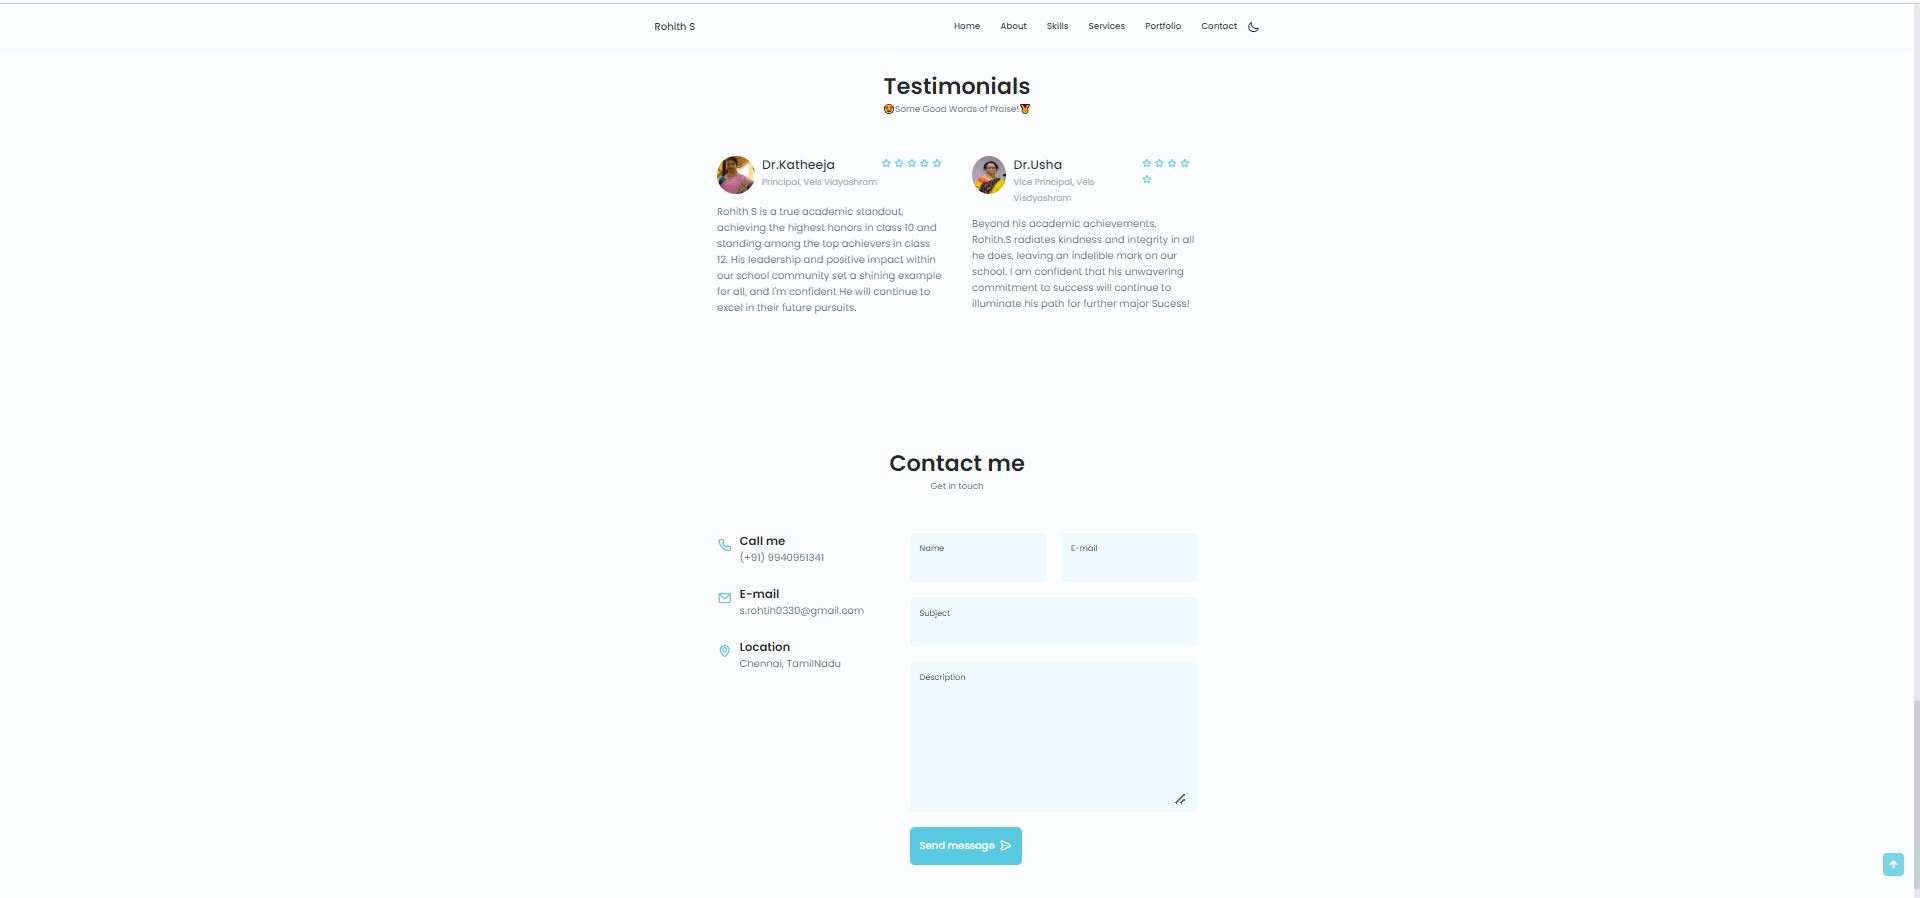 Rohith S Home About Skills Services Portfolio Contact
Testimonials
Some Good Words of Praise!
Dr.Katheeja
Principal, Vels Vidyashram
Rohith S is a true academic standout,
achieving the highest honors in class 10 and
standing among the top achievers in class
12. His leadership and positive impact within
our school community set a shining example
for all, and I'm confident He will continue to
excel in their future pursuits.
Dr.Usha
Vice Principal, Vels
Visdyashram
Beyond his academic achievements,
Rohith.S radiates kindness and integrity in all
he does, leaving an indelible mark on our
school. I am confident that his unwavering
commitment to success will continue to
illuminate his path for further major Sucess!
Contact me
Get in touch
Call me
(+91) 9940951341
E-mail
s.rohtih0330@gmail.com
Location
Chennai, TamilNadu
Name
E-mail
Subject
Description
Send message